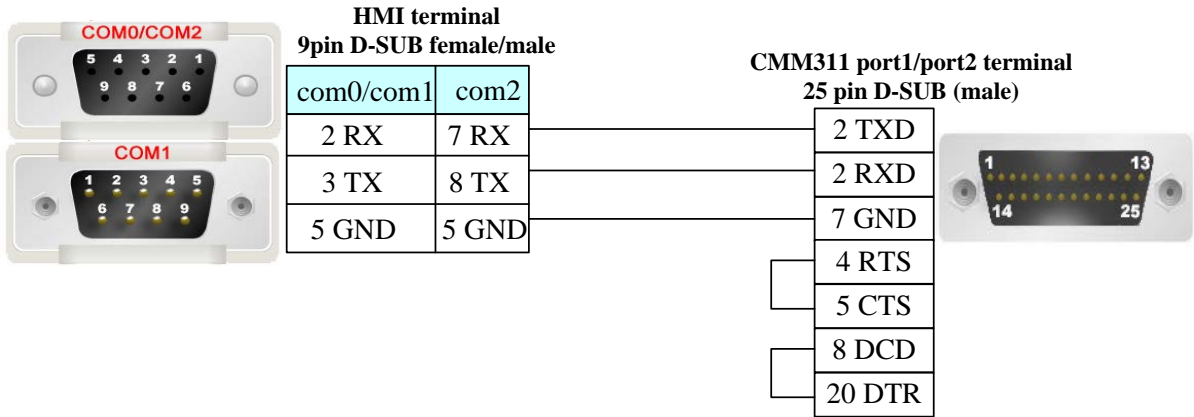 COM0/COM2
5 4 3 2 1
9 8 7 6
COM1
1 2 3 4 5
6 7 8 9
HMI terminal
9pin D-SUB female/male
com0/com1 com2
2 RX 7 RX
3 TX 8 TX
5 GND 5 GND
CMM311 port1/port2 terminal
25 pin D-SUB (male)
2 TXD
2 RXD
7 GND
4 RTS
5 CTS
8 DCD
20 DTR
1 13
14 25